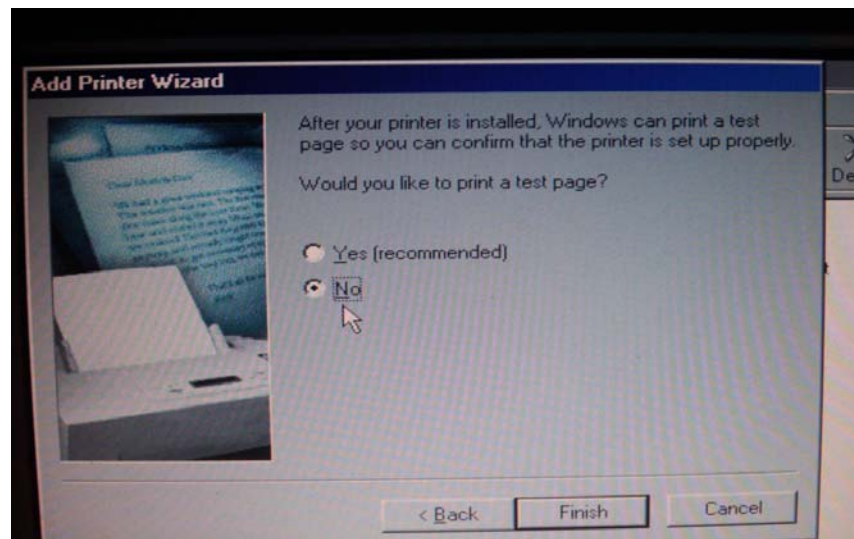 Add Printer Wizard
After your printer is installed, Windows can print a test
page so you can confirm that the printer is set up properly.
Would you like to print a test page?
Yes (recommended)
No
< Back
Finish
Cancel
De